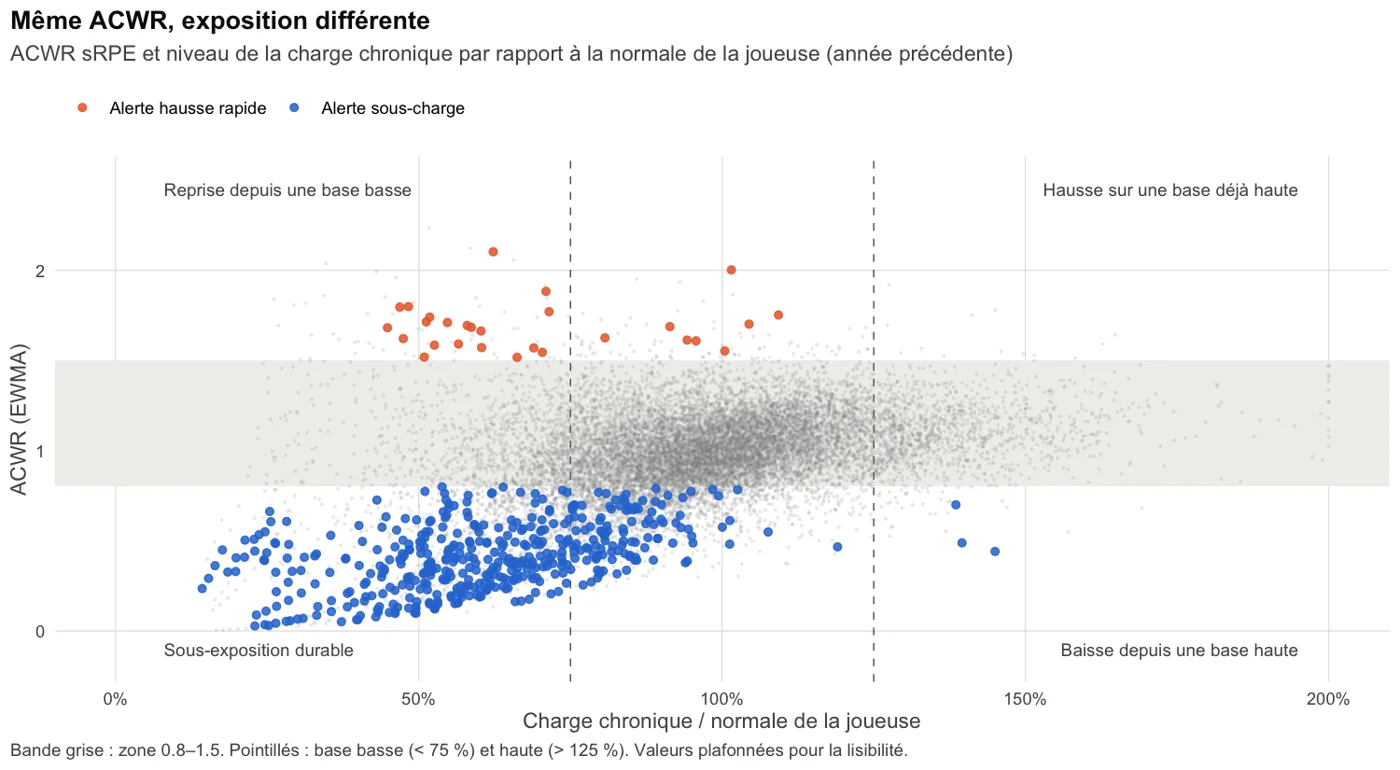 Même ACWR, exposition différente
ACWR sRPE et niveau de la charge chronique par rapport à la normale de la joueuse (année précédente)
Alerte hausse rapide
Alerte sous-charge
Reprise depuis une base basse
Hausse sur une base déjà haute
2
1
0
ACWR (EWMA)
Sous-exposition durable
Baisse depuis une base haute
0%
50%
100%
150%
200%
Charge chronique / normale de la joueuse
Bande grise : zone 0.8–1.5. Pointillés : base basse (< 75 %) et haute (> 125 %). Valeurs plafonnées pour la lisibilité.